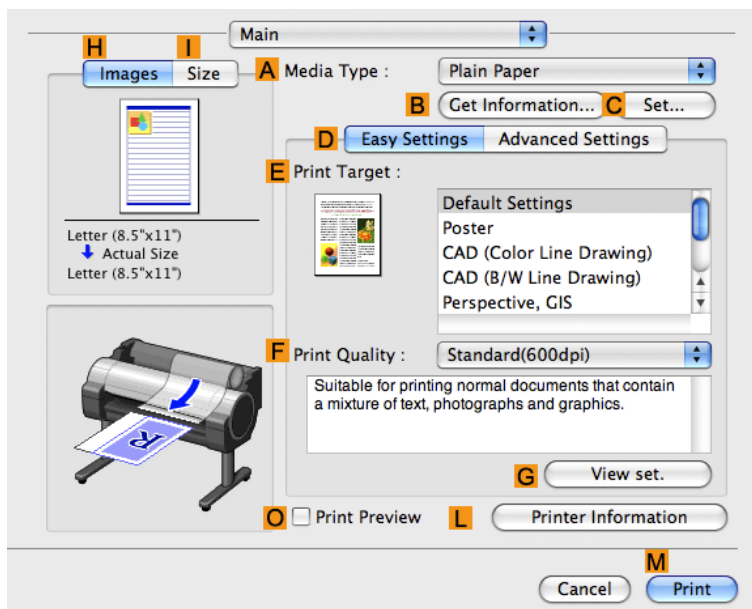 Main
H I
Images Size
A Media Type : Plain Paper
B Get Information... C Set...
D Easy Settings Advanced Settings
E Print Target :
Default Settings
Poster
CAD (Color Line Drawing)
CAD (B/W Line Drawing)
Perspective, GIS
Letter (8.5"x11")
Actual Size
Letter (8.5"x11")
F Print Quality : Standard(600dpi)
Suitable for printing normal documents that contain
a mixture of text, photographs and graphics.
R
G View set.
O Print Preview L Printer Information
M
Cancel Print